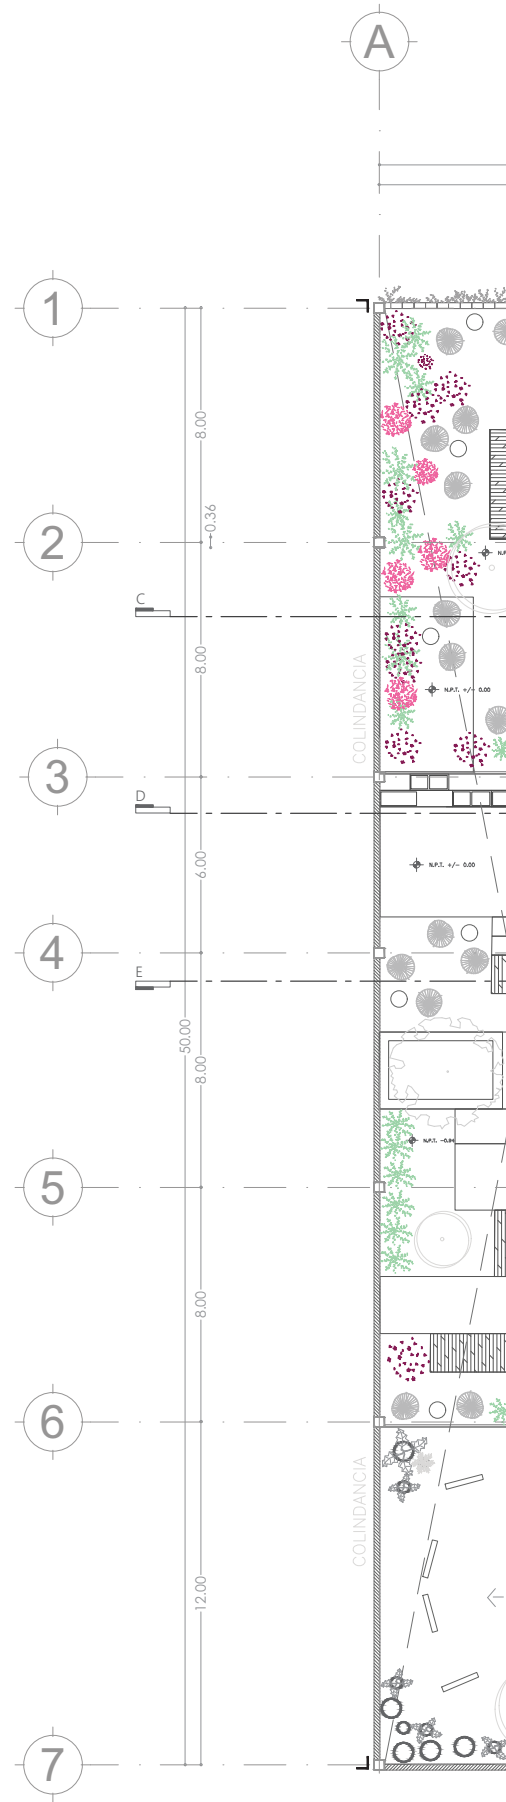 A
1
8.00
0.36
2
N.P
C
8.00
COLINDANCIA
N.P.T. +/- 0.00
3
D
6.00
N.P.T. +/- 0.00
4
E
50.00
8.00
N.P.T. -0.84
5
8.00
6
COLINDANCIA
12.00
7